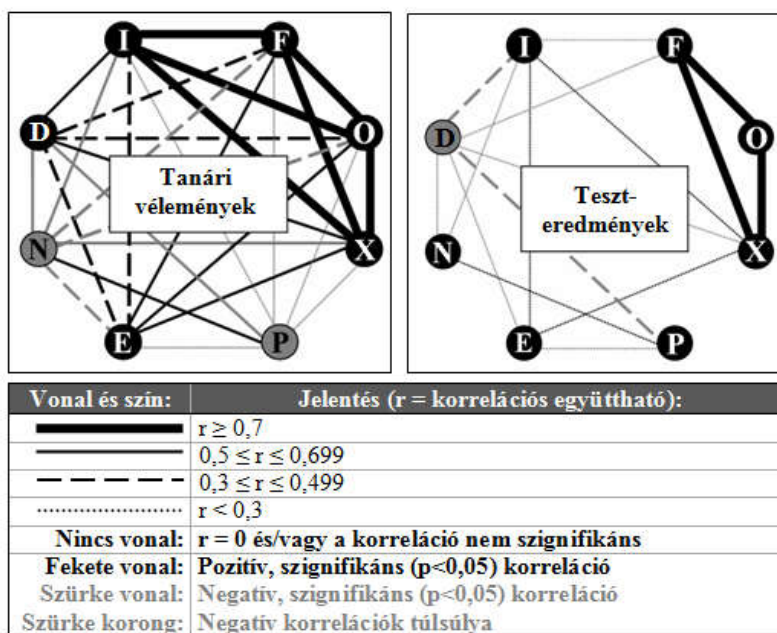 I F
D O
Tanári
vélemények
N X
E P
I F
D O
Teszt-
eredmények
N X
E P
Vonal és szín: Jelentés (r = korrelációs együttható):
r ≥ 0,7
0,5 ≤ r ≤ 0,699
0,3 ≤ r ≤ 0,499
r < 0,3
Nincs vonal: r = 0 és/vagy a korreláció nem szignifikáns
Fekete vonal: Pozitív, szignifikáns (p<0,05) korreláció
Szürke vonal: Negatív, szignifikáns (p<0,05) korreláció
Szürke korong: Negatív korrelációk túlsúlya